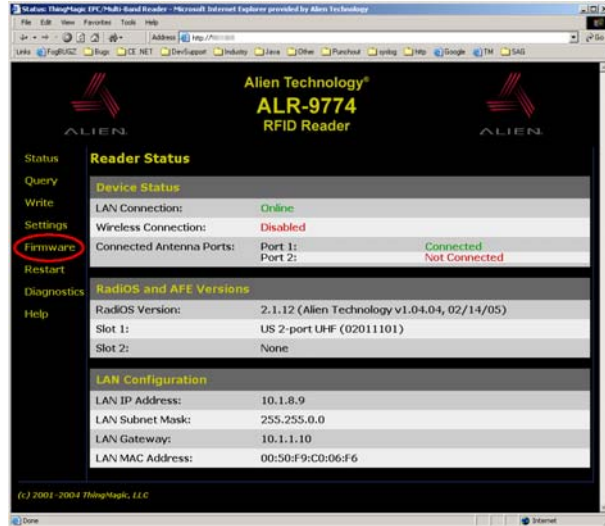 Status: ThingMagic EPC/Multi-Band Reader - Microsoft Internet Explorer provided by Alien Technology
File Edit View Favorites Tools Help
Address http://
Go
Links FogBUGZ Bugs CE .NET DevSupport Industry Java Other Punchout syslog Http Google TM SAG
Alien Technology®
ALR-9774
RFID Reader
ALIEN.
ALIEN.
Status
Query
Write
Settings
Firmware
Restart
Diagnostics
Help
Reader Status
Device Status
LAN Connection: Online
Wireless Connection: Disabled
Connected Antenna Ports: Port 1: Connected
Port 2: Not Connected
RadiOS and AFE Versions
RadiOS Version: 2.1.12 (Alien Technology v1.04.04, 02/14/05)
Slot 1: US 2-port UHF (02011101)
Slot 2: None
LAN Configuration
LAN IP Address: 10.1.8.9
LAN Subnet Mask: 255.255.0.0
LAN Gateway: 10.1.1.10
LAN MAC Address: 00:50:F9:C0:06:F6
(c) 2001-2004 ThingMagic, LLC
Done Internet